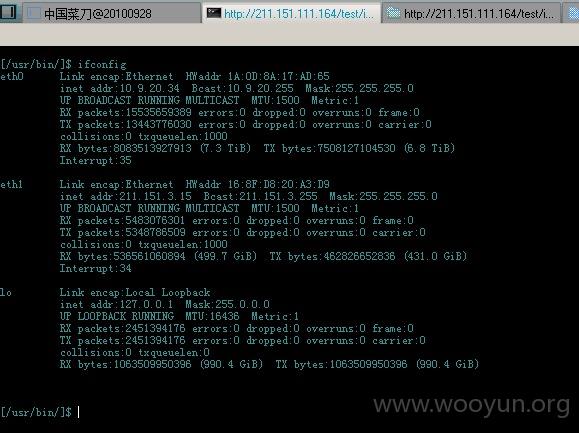 中国菜刀@20100928 http://211.151.111.164/test/i... http://211.151.111.164/test/i...
[/usr/bin/]$ ifconfig
eth0 Link encap:Ethernet HWaddr 1A:0D:8A:17:AD:65
inet addr:10.9.20.34 Bcast:10.9.20.255 Mask:255.255.255.0
UP BROADCAST RUNNING MULTICAST MTU:1500 Metric:1
RX packets:15535659389 errors:0 dropped:0 overruns:0 frame:0
TX packets:13443776030 errors:0 dropped:0 overruns:0 carrier:0
collisions:0 txqueuelen:1000
RX bytes:8083513927913 (7.3 TiB) TX bytes:7508127104530 (6.8 TiB)
Interrupt:35
eth1 Link encap:Ethernet HWaddr 16:8F:D8:20:A3:D9
inet addr:211.151.3.15 Bcast:211.151.3.255 Mask:255.255.255.0
UP BROADCAST RUNNING MULTICAST MTU:1500 Metric:1
RX packets:5483076301 errors:0 dropped:0 overruns:0 frame:0
TX packets:5348786509 errors:0 dropped:0 overruns:0 carrier:0
collisions:0 txqueuelen:1000
RX bytes:536561060894 (499.7 GiB) TX bytes:462826652836 (431.0 GiB)
Interrupt:34
lo Link encap:Local Loopback
inet addr:127.0.0.1 Mask:255.0.0.0
UP LOOPBACK RUNNING MTU:16436 Metric:1
RX packets:2451394176 errors:0 dropped:0 overruns:0 frame:0
TX packets:2451394176 errors:0 dropped:0 overruns:0 carrier:0
collisions:0 txqueuelen:0
RX bytes:1063509950396 (990.4 GiB) TX bytes:1063509950396 (990.4 GiB)
[/usr/bin/]$
www.wooyun.org